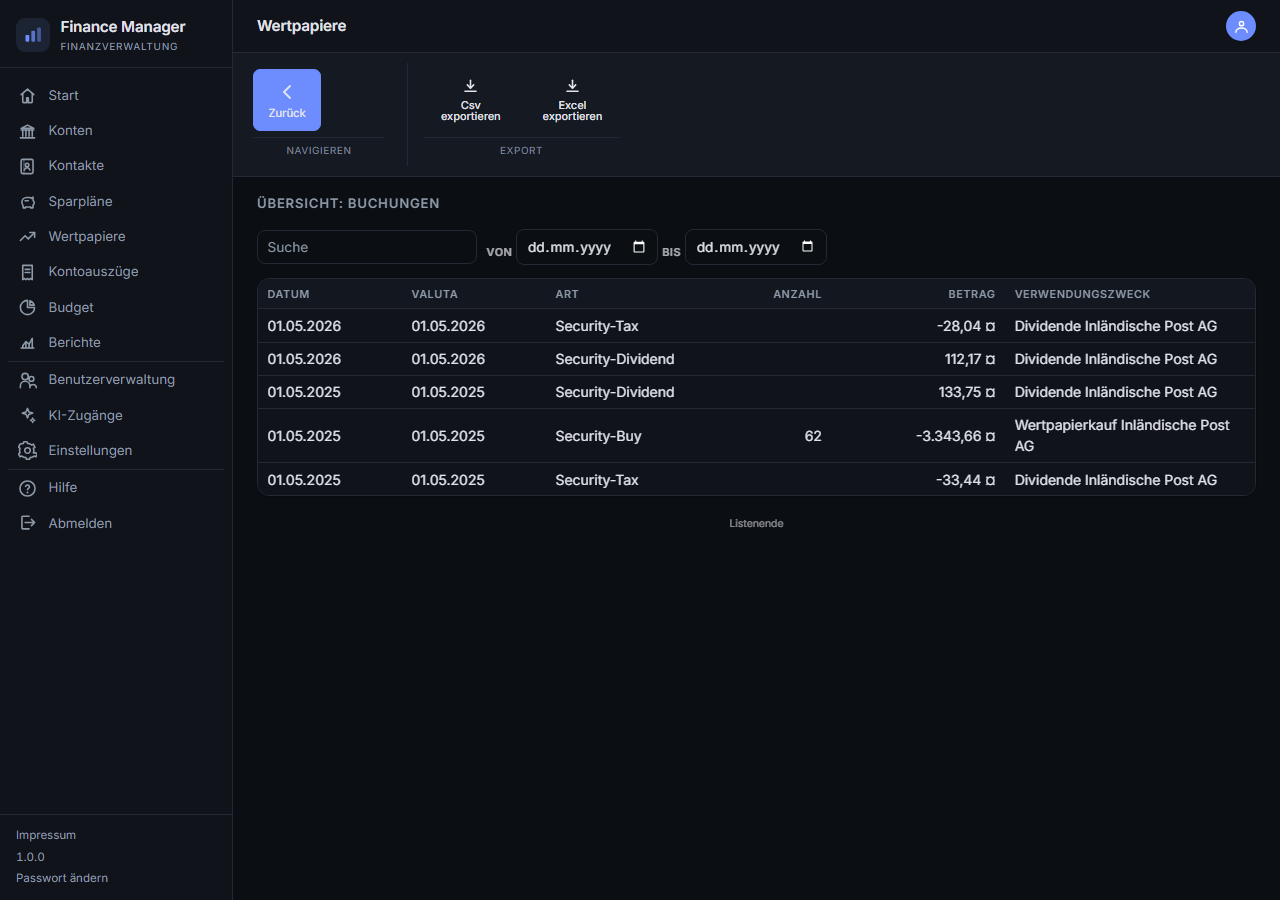 Finance Manager
FINANZVERWALTUNG
Start
Konten
Kontakte
Sparpläne
Wertpapiere
Kontoauszüge
Budget
Berichte
Benutzerverwaltung
KI-Zugänge
Einstellungen
Hilfe
Abmelden
Impressum
1.0.0
Passwort ändern
Wertpapiere
Zurück
NAVIGIEREN
Csv
exportieren
Excel
exportieren
EXPORT
ÜBERSICHT: BUCHUNGEN
Suche VON dd.mm.yyyy BIS dd.mm.yyyy
DATUM VALUTA ART ANZAHL BETRAG VERWENDUNGSZWECK
01.05.2026 01.05.2026 Security-Tax -28,04 ¤ Dividende Inländische Post AG
01.05.2026 01.05.2026 Security-Dividend 112,17 ¤ Dividende Inländische Post AG
01.05.2025 01.05.2025 Security-Dividend 133,75 ¤ Dividende Inländische Post AG
01.05.2025 01.05.2025 Security-Buy 62 -3.343,66 ¤ Wertpapierkauf Inländische Post
AG
01.05.2025 01.05.2025 Security-Tax -33,44 ¤ Dividende Inländische Post AG
Listenende